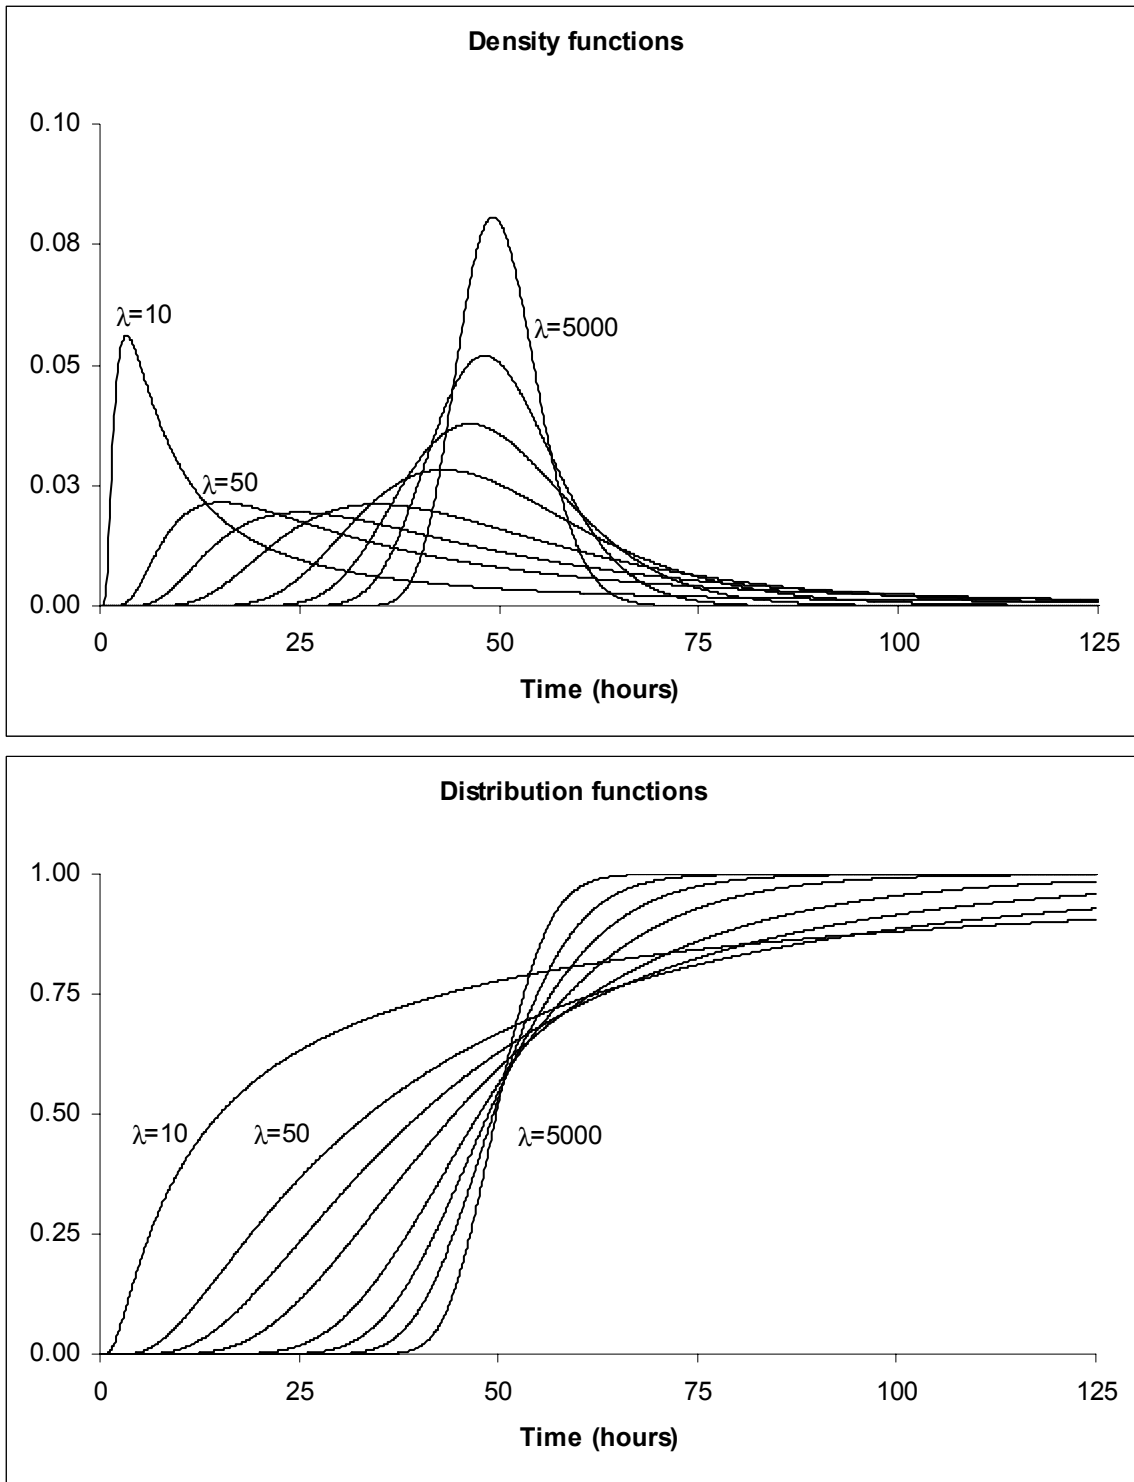 Density functions
0.10
0.08
0.05
0.03
0.00
λ=10
λ=50
λ=5000
0 25 50 75 100 125
Time (hours)
Distribution functions
1.00
0.75
0.50
0.25
0.00
λ=10 λ=50 λ=5000
0 25 50 75 100 125
Time (hours)